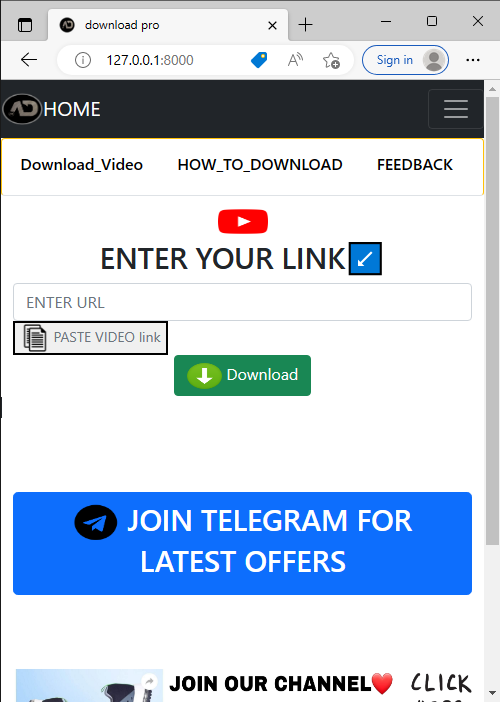 download pro
127.0.0.1:8000
Sign in
HOME
Download_Video HOW_TO_DOWNLOAD FEEDBACK
ENTER YOUR LINK
ENTER URL
PASTE VIDEO link
Download
JOIN TELEGRAM FOR
LATEST OFFERS
JOIN OUR CHANNEL❤️ CLICK